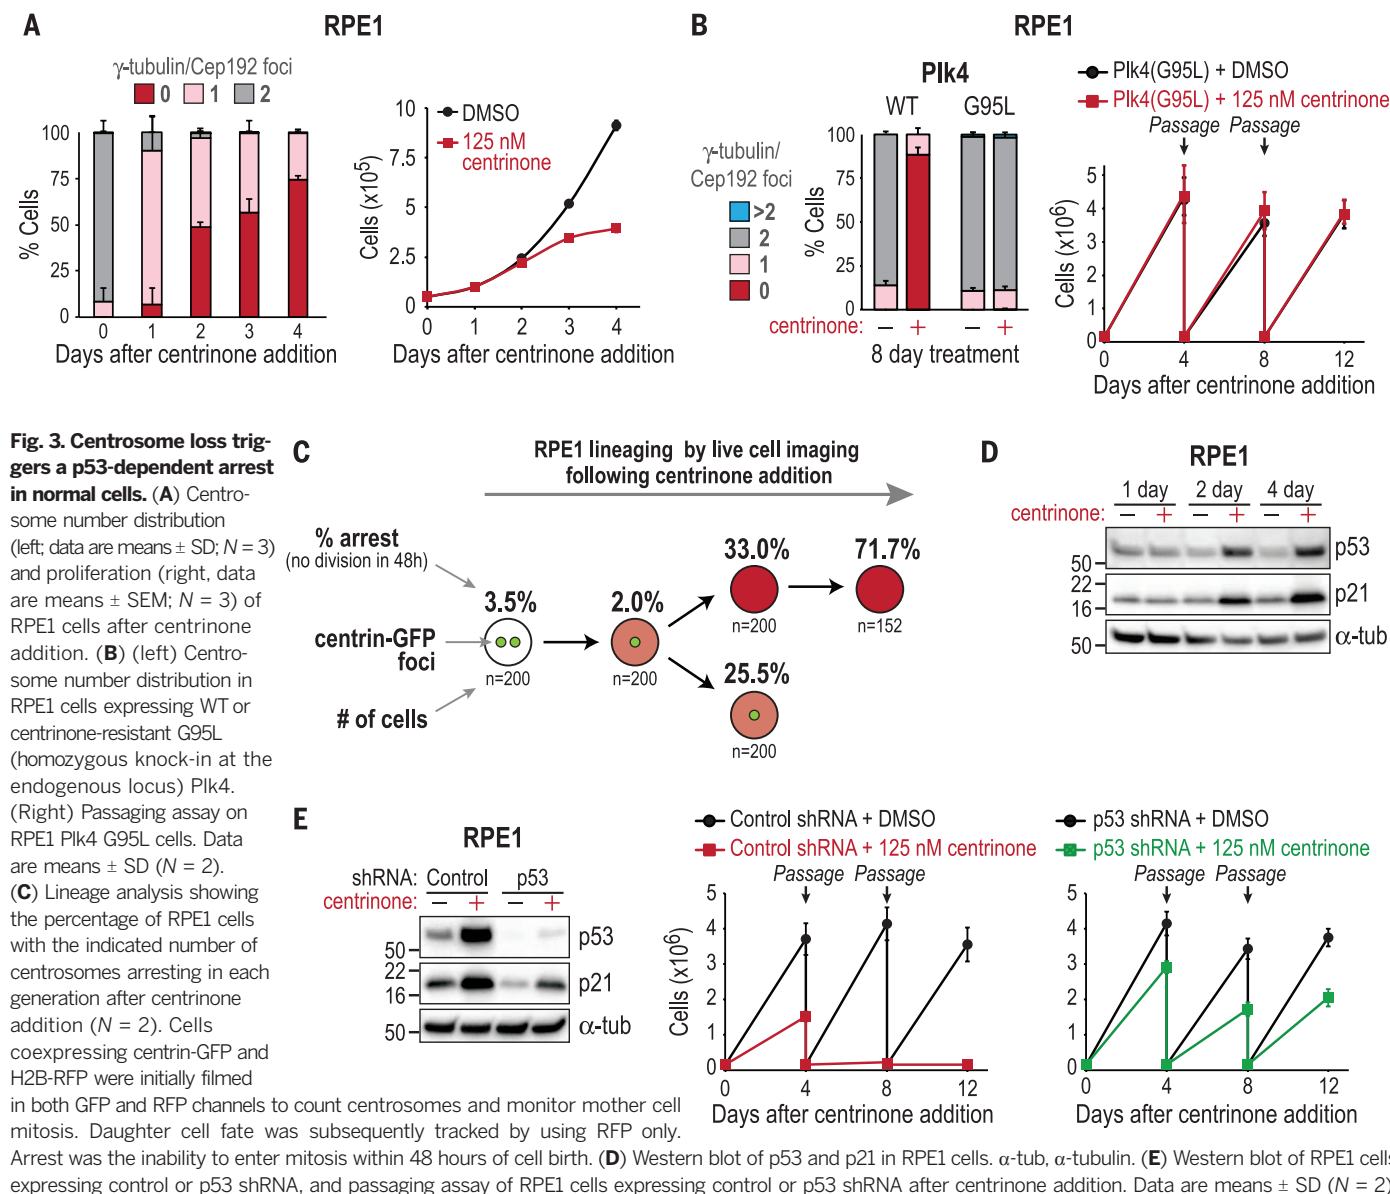 A
RPE1
γ-tubulin/Cep192 foci
0 1 2
100
75
50
25
0
% Cells
0 1 2 3 4
Days after centrinone addition
10
7.5
5
2.5
0
Cells (x10⁵)
DMSO
125 nM
centrinone
0 1 2 3 4
Days after centrinone addition
B
RPE1
Plk4
WT G95L
γ-tubulin/
Cep192 foci
>2
2
1
0
100
75
50
25
0
% Cells
centrinone: − + − +
8 day treatment
Plk4(G95L) + DMSO
Plk4(G95L) + 125 nM centrinone
Passage Passage
5
4
3
2
1
0
Cells (x10⁶)
0 4 8 12
Days after centrinone addition
Fig. 3. Centrosome loss trig-
gers a p53-dependent arrest
in normal cells. (A) Centro-
some number distribution
(left; data are means ± SD; N = 3)
and proliferation (right, data
are means ± SEM; N = 3) of
RPE1 cells after centrinone
addition. (B) (left) Centro-
some number distribution in
RPE1 cells expressing WT or
centrinone-resistant G95L
(homozygous knock-in at the
endogenous locus) Plk4.
(Right) Passaging assay on
RPE1 Plk4 G95L cells. Data
are means ± SD (N = 2).
(C) Lineage analysis showing
the percentage of RPE1 cells
with the indicated number of
centrosomes arresting in each
generation after centrinone
addition (N = 2). Cells
coexpressing centrin-GFP and
H2B-RFP were initially filmed
in both GFP and RFP channels to count centrosomes and monitor mother cell
mitosis. Daughter cell fate was subsequently tracked by using RFP only.
Arrest was the inability to enter mitosis within 48 hours of cell birth. (D) Western blot of p53 and p21 in RPE1 cells. α-tub, α-tubulin. (E) Western blot of RPE1 cells
expressing control or p53 shRNA, and passaging assay of RPE1 cells expressing control or p53 shRNA after centrinone addition. Data are means ± SD (N = 2).
C
RPE1 lineaging by live cell imaging
following centrinone addition
% arrest
(no division in 48h)
centrin-GFP
foci
# of cells
3.5%
n=200
2.0%
n=200
33.0%
n=200
71.7%
n=152
25.5%
n=200
D
RPE1
1 day 2 day 4 day
centrinone: − + − + − +
50 p53
22
16 p21
50 α-tub
E
RPE1
shRNA: Control p53
centrinone: − + − +
50 p53
22
16 p21
50 α-tub
Control shRNA + DMSO
Control shRNA + 125 nM centrinone
Passage Passage
5
4
3
2
1
0
Cells (x10⁶)
0 4 8 12
Days after centrinone addition
p53 shRNA + DMSO
p53 shRNA + 125 nM centrinone
Passage Passage
5
4
3
2
1
0
0 4 8 12
Days after centrinone addition